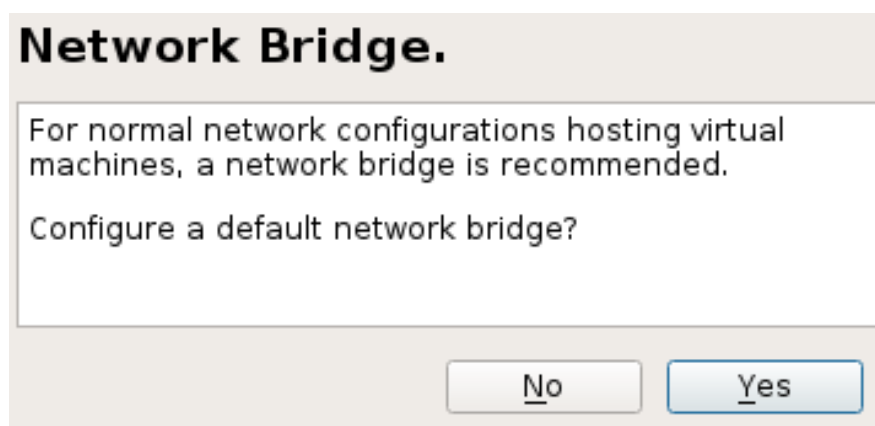 Network Bridge.
For normal network configurations hosting virtual
machines, a network bridge is recommended.
Configure a default network bridge?
No
Yes